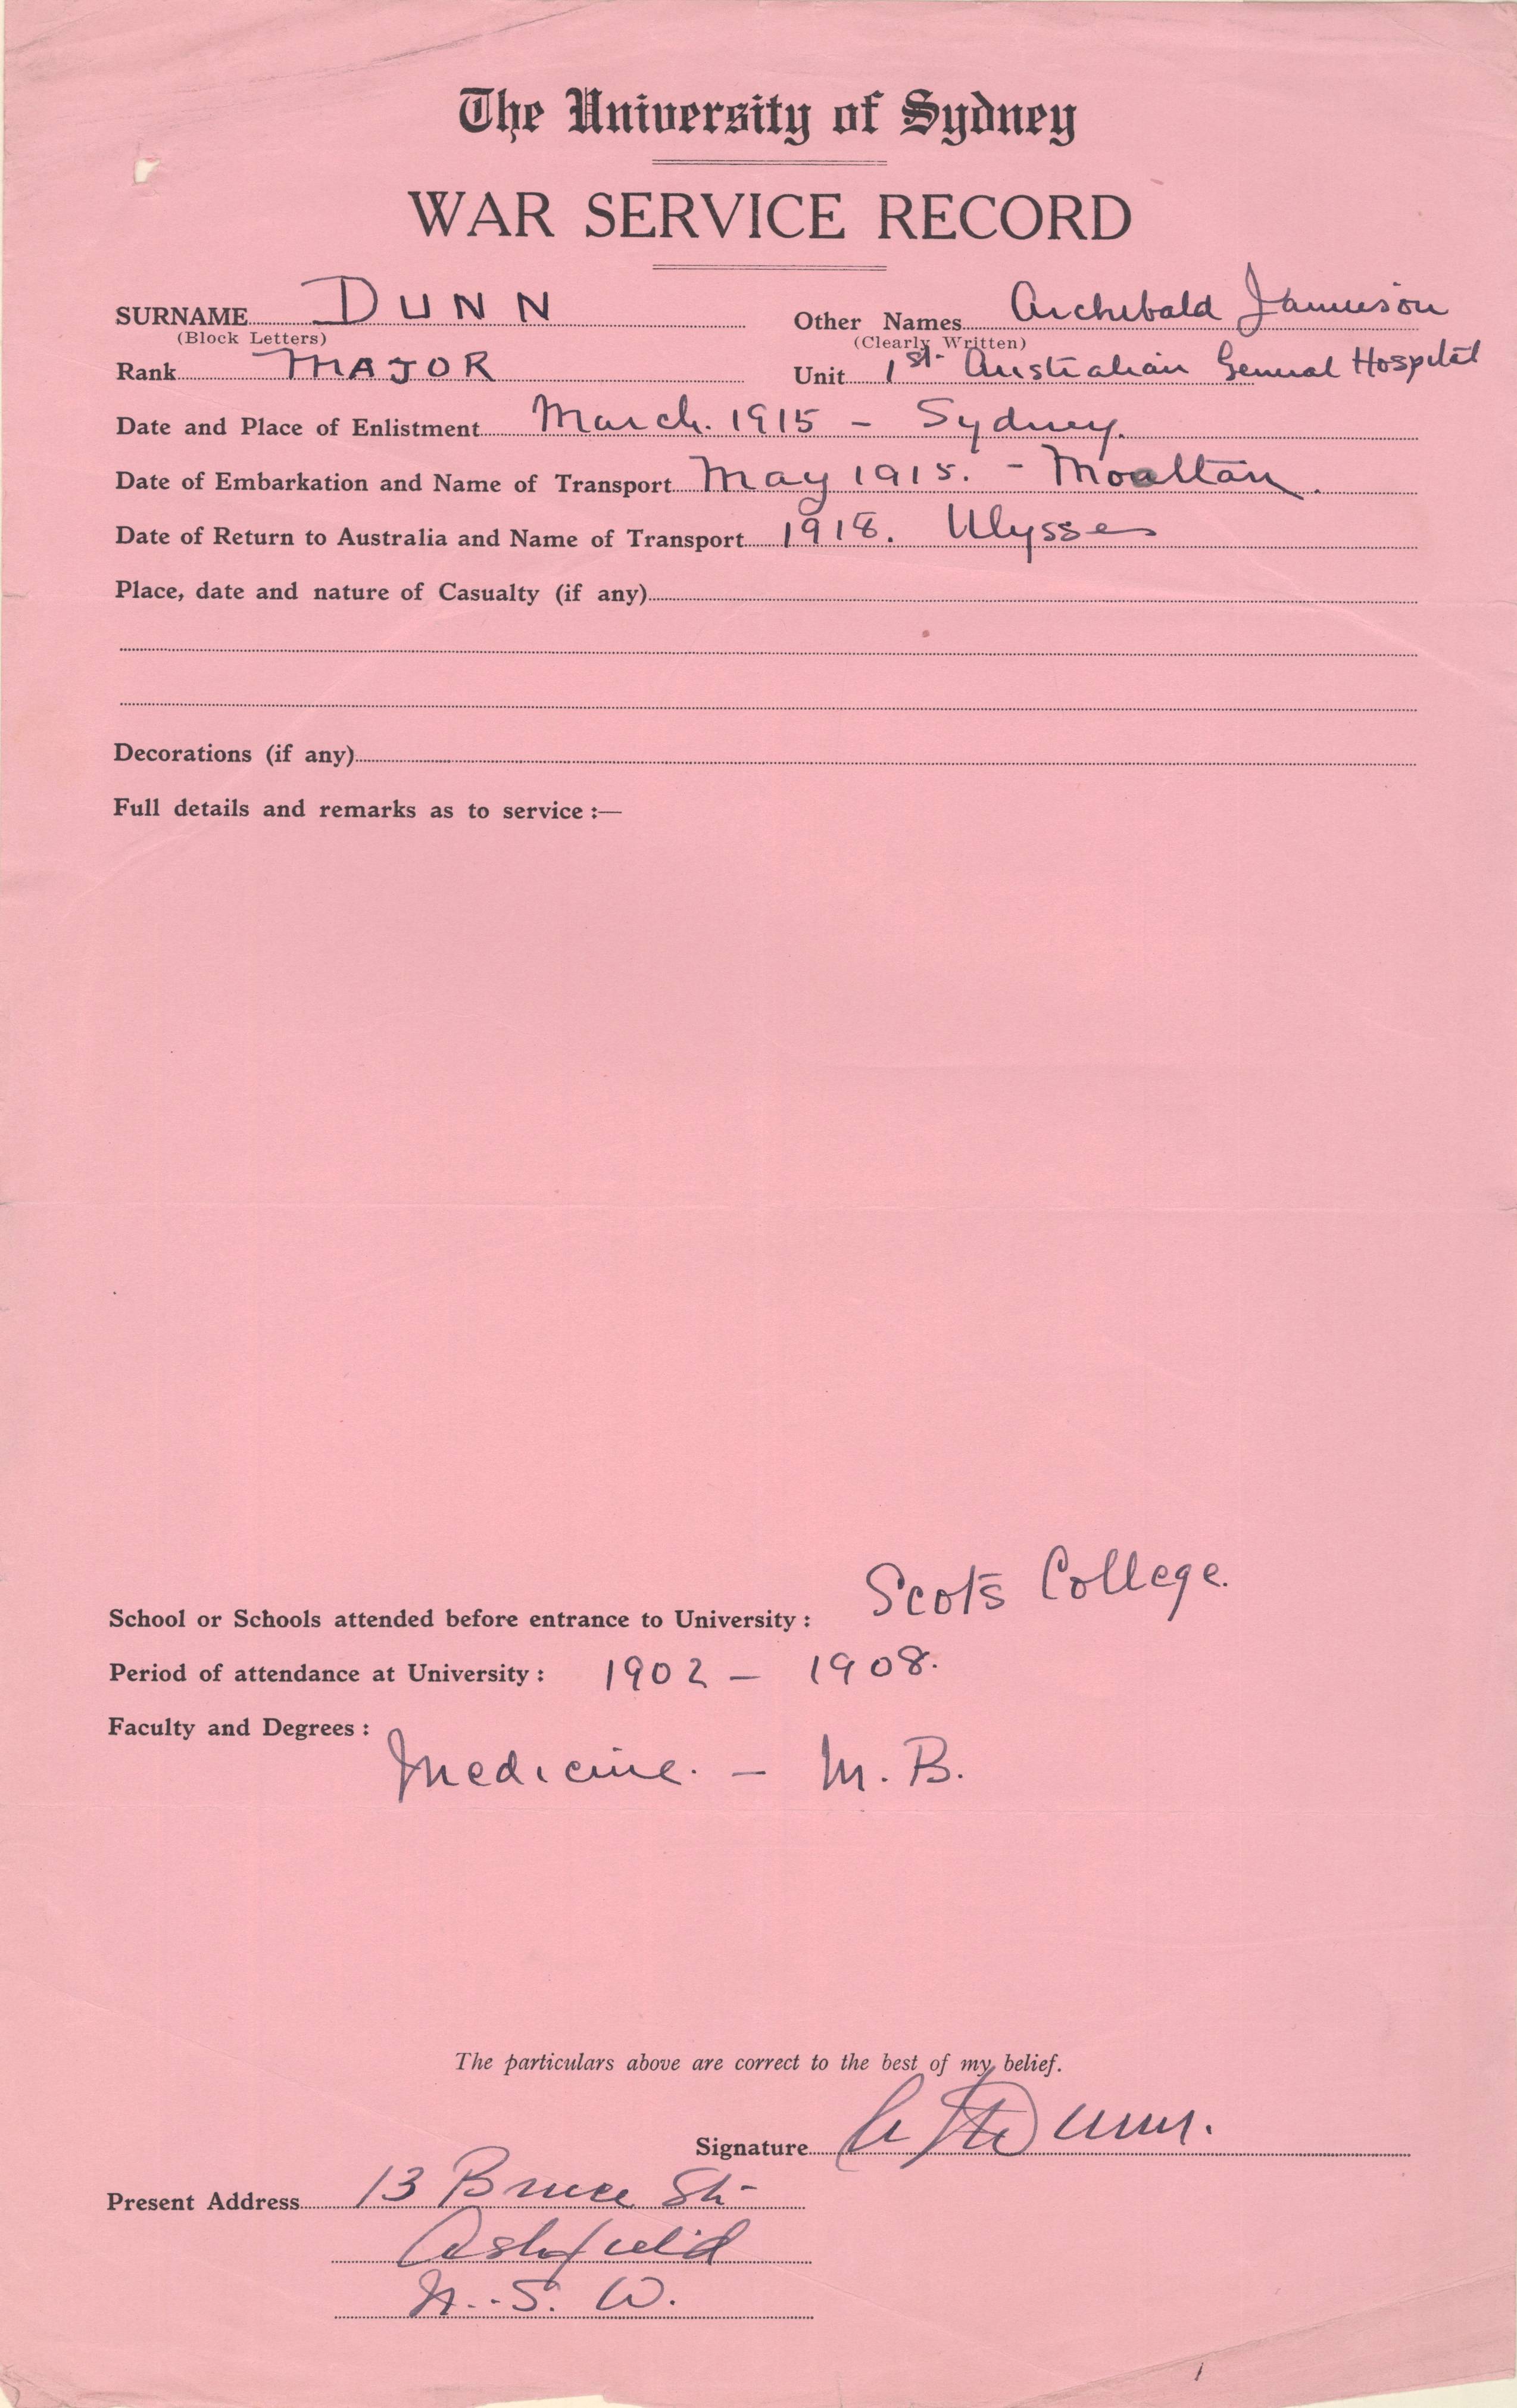 The University of Sydney
WAR SERVICE RECORD
SURNAME DUNN Other Names Archibald Jamieson
(Block Letters) (Clearly Written)
Rank MAJOR Unit 1st Australian General Hospital
Date and Place of Enlistment March. 1915 - Sydney.
Date of Embarkation and Name of Transport May 1915. - Mooltan.
Date of Return to Australia and Name of Transport 1918. Ulysses
Place, date and nature of Casualty (if any)
Decorations (if any)
Full details and remarks as to service :—
School or Schools attended before entrance to University : Scots College.
Period of attendance at University : 1902 - 1908.
Faculty and Degrees :
Medicine. - M. B.
The particulars above are correct to the best of my belief.
Signature A J Dunn.
Present Address 13 Bruce St
Ashfield
N. S. W.